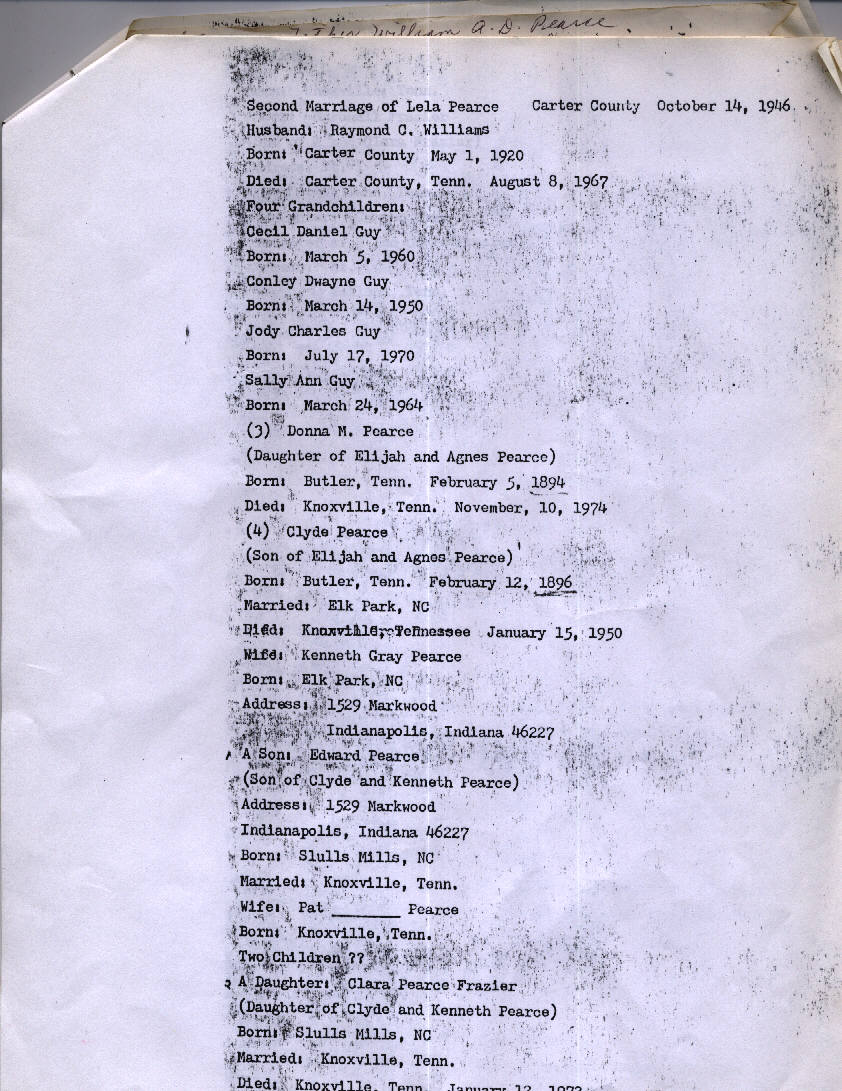 William A. D. Pearce.
Second Marriage of Lela Pearce Carter County October 14, 1946.
Husband: Raymond C. Williams
Born: Carter County May 1, 1920
Died: Carter County, Tenn. August 8, 1967
Four Grandchildren:
Cecil Daniel Guy
Born: March 5, 1960
Conley Dwayne Guy
Born: March 14, 1950
Jody Charles Guy
Born: July 17, 1970
Sally Ann Guy
Born: March 24, 1964
(3) Donna M. Pearce
(Daughter of Elijah and Agnes Pearce)
Born: Butler, Tenn. February 5, 1894
Died: Knoxville, Tenn. November, 10, 1974
(4) Clyde Pearce
(Son of Elijah and Agnes Pearce)
Born: Butler, Tenn. February 12, 1896
Married: Elk Park, NC
Died: Knoxville, Tennessee January 15, 1950
Wife: Kenneth Gray Pearce
Born: Elk Park, NC
Address: 1529 Markwood
Indianapolis, Indiana 46227
A Son: Edward Pearce
(Son of Clyde and Kenneth Pearce)
Address: 1529 Markwood
Indianapolis, Indiana 46227
Born: Slulls Mills, NC
Married: Knoxville, Tenn.
Wife: Pat _______ Pearce
Born: Knoxville, Tenn.
Two Children ??
A Daughter: Clara Pearce Frazier
(Daughter of Clyde and Kenneth Pearce)
Born: Slulls Mills, NC
Married: Knoxville, Tenn.
Died: Knoxville, Tenn. January